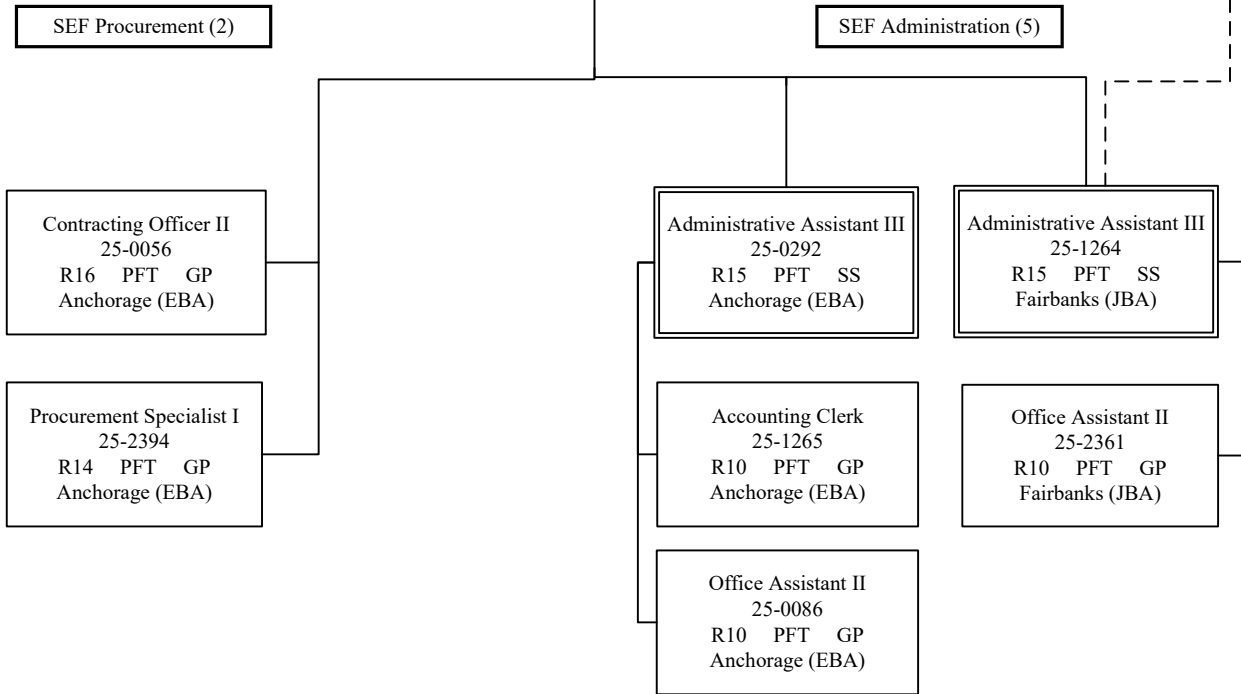 SEF Procurement (2)
SEF Administration (5)
Contracting Officer II
25-0056
R16 PFT GP
Anchorage (EBA)
Procurement Specialist I
25-2394
R14 PFT GP
Anchorage (EBA)
Administrative Assistant III
25-0292
R15 PFT SS
Anchorage (EBA)
Accounting Clerk
25-1265
R10 PFT GP
Anchorage (EBA)
Office Assistant II
25-0086
R10 PFT GP
Anchorage (EBA)
Administrative Assistant III
25-1264
R15 PFT SS
Fairbanks (JBA)
Office Assistant II
25-2361
R10 PFT GP
Fairbanks (JBA)